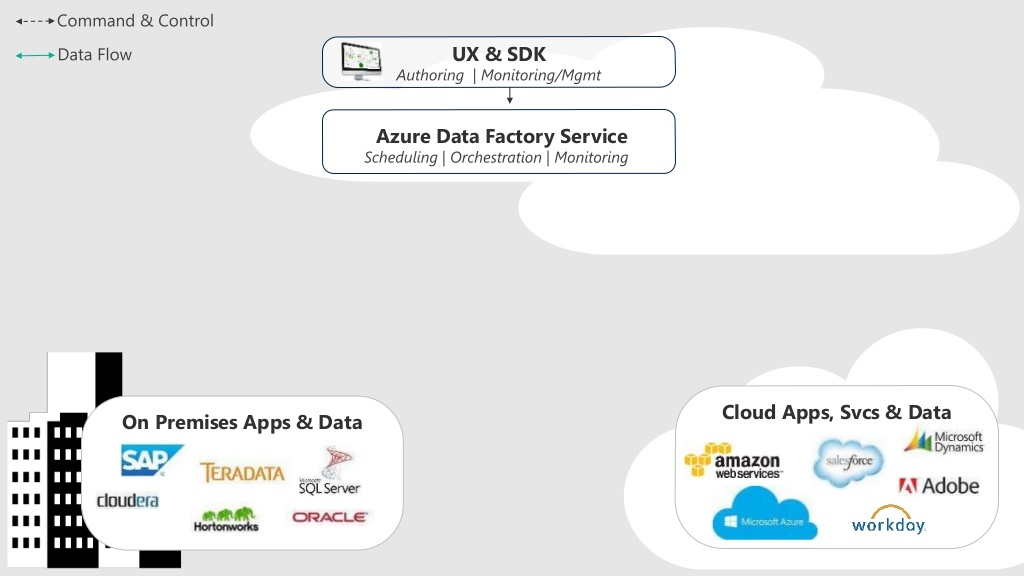 Command & Control
Data Flow
UX & SDK
Authoring | Monitoring/Mgmt
Azure Data Factory Service
Scheduling | Orchestration | Monitoring
On Premises Apps & Data
SAP
TERADATA
Microsoft
SQL Server
cloudera
Hortonworks
ORACLE
Cloud Apps, Svcs & Data
amazon
webservices
salesforce
Microsoft
Dynamics
Adobe
Microsoft Azure
workday